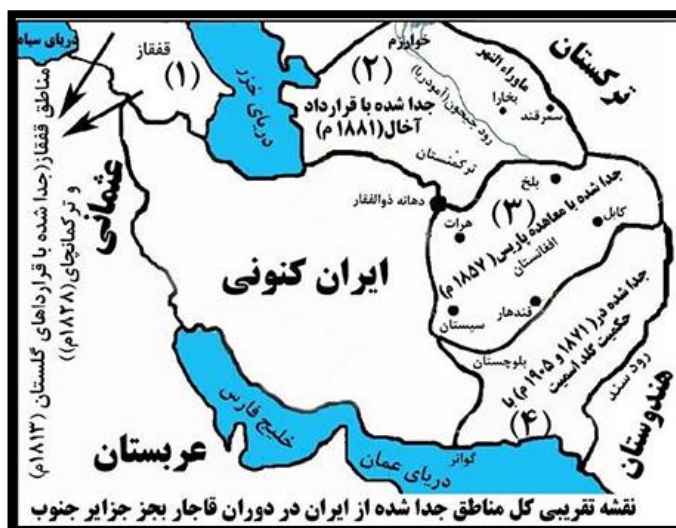 دریای سیاه
قفقاز
(۱)
دریای خزر
خوارزم
(۲)
جدا شده با قرارداد
آخال(۱۸۸۱ م)
رود جیحون(آمودریا)
ترکمنستان
ماوراء النهر
بخارا
سمرقند
ترکستان
مناطق قفقاز(جدا شده با قراردادهای گلستان (۱۸۱۳م)
و ترکمانچای(۱۸۲۸م))
عثمانی
ایران کنونی
دهانه ذوالفقار
بلخ
(۳)
هرات
کابل
جدا شده با معاهده پاریس( ۱۸۵۷ م)
افغانستان
قندهار
سیستان
جدا شده در( ۱۸۷۱ و ۱۹۰۵ م) با
حکمیت گلد اسمیت
بلوچستان
(۴)
رود سند
هندوستان
گواتر
خلیج فارس
دریای عمان
عربستان
نقشه تقریبی کل مناطق جدا شده از ایران در دوران قاجار بجز جزایر جنوب